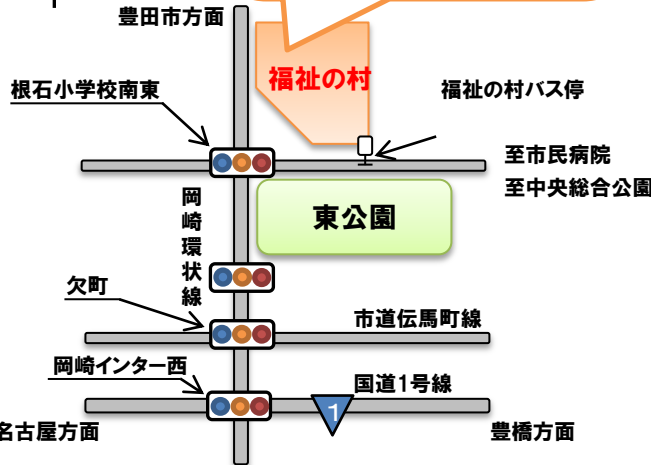 豊田市方面
福祉の村
根石小学校南東
福祉の村バス停
至市民病院
至中央総合公園
岡崎環状線
東公園
欠町
市道伝馬町線
岡崎インター西
国道1号線
1
名古屋方面
豊橋方面